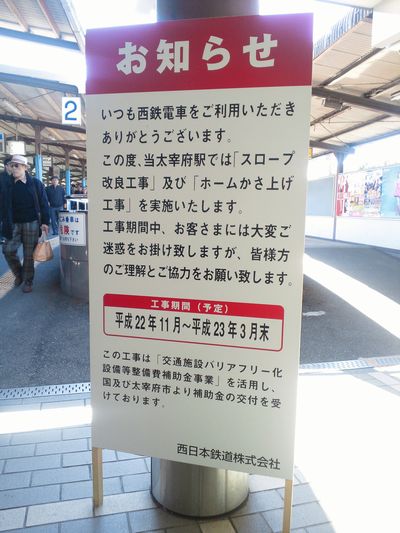 お知らせ
いつも西鉄電車をご利用いただき
ありがとうございます。
この度、当太宰府駅では「スロープ
改良工事」及び「ホームかさ上げ
工事」を実施いたします。
工事期間中、お客さまには大変ご
迷惑をお掛け致しますが、皆様方
のご理解とご協力をお願い致します。
工事期間（予定）
平成22年11月～平成23年3月末
この工事は「交通施設バリアフリー化
設備等整備費補助金事業」を活用し、
国及び太宰府市より補助金の交付を受
けております。
西日本鉄道株式会社
2
危険です